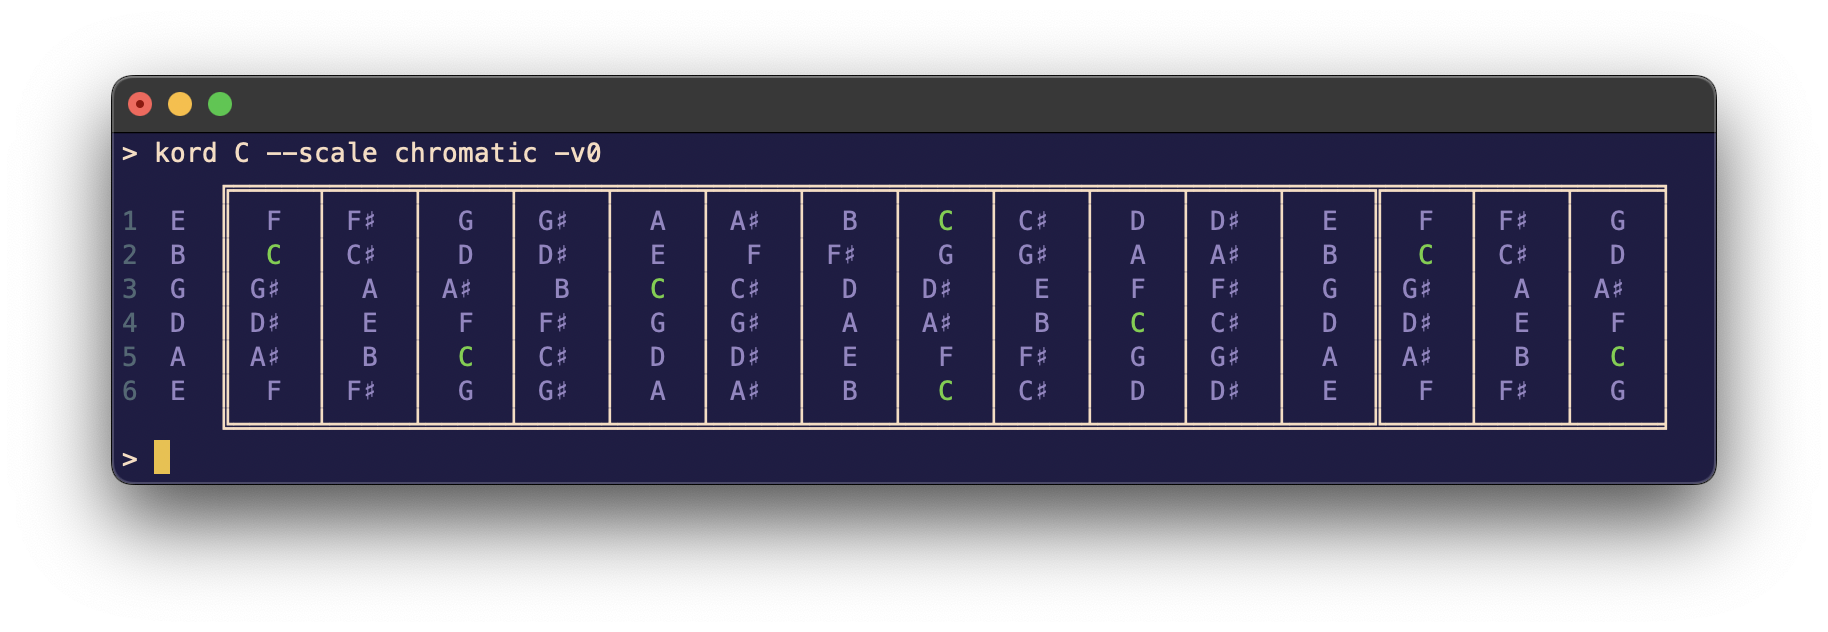 > kord C --scale chromatic -v0
1 E F F♯ G G♯ A A♯ B C C♯ D D♯ E F F♯ G
2 B C C♯ D D♯ E F F♯ G G♯ A A♯ B C C♯ D
3 G G♯ A A♯ B C C♯ D D♯ E F F♯ G G♯ A A♯
4 D D♯ E F F♯ G G♯ A A♯ B C C♯ D D♯ E F
5 A A♯ B C C♯ D D♯ E F F♯ G G♯ A A♯ B C
6 E F F♯ G G♯ A A♯ B C C♯ D D♯ E F F♯ G
>